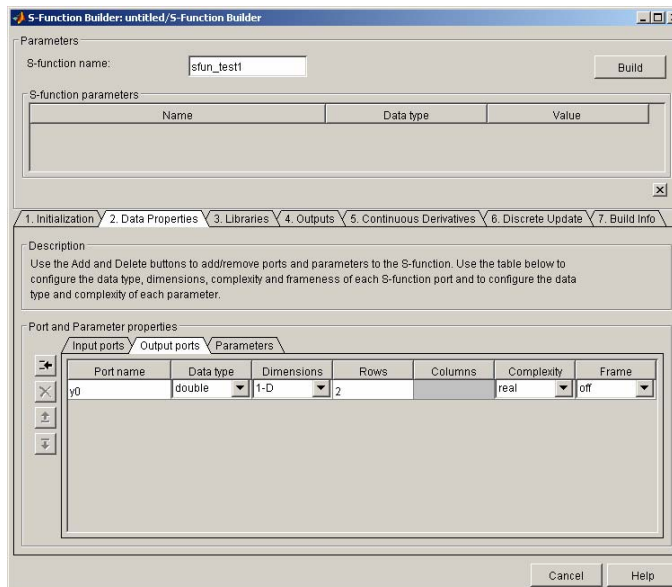 S-Function Builder: untitled/S-Function Builder
Parameters
S-function name: sfun_test1 Build
S-function parameters
Name Data type Value
1. Initialization 2. Data Properties 3. Libraries 4. Outputs 5. Continuous Derivatives 6. Discrete Update 7. Build Info
Description
Use the Add and Delete buttons to add/remove ports and parameters to the S-function. Use the table below to
configure the data type, dimensions, complexity and frameness of each S-function port and to configure the data
type and complexity of each parameter.
Port and Parameter properties
Input ports Output ports Parameters
Port name Data type Dimensions Rows Columns Complexity Frame
y0 double 1-D 2 real off
Cancel Help